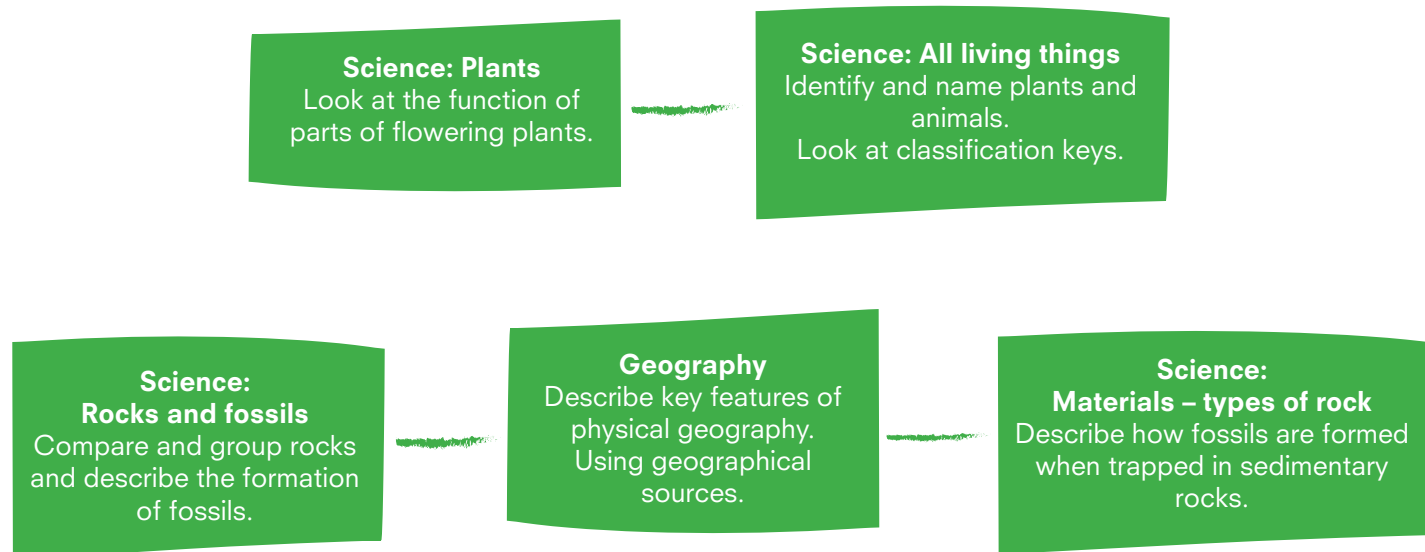 Science: Plants
Look at the function of
parts of flowering plants.
Science: All living things
Identify and name plants and
animals.
Look at classification keys.
Science:
Rocks and fossils
Compare and group rocks
and describe the formation
of fossils.
Geography
Describe key features of
physical geography.
Using geographical
sources.
Science:
Materials – types of rock
Describe how fossils are formed
when trapped in sedimentary
rocks.